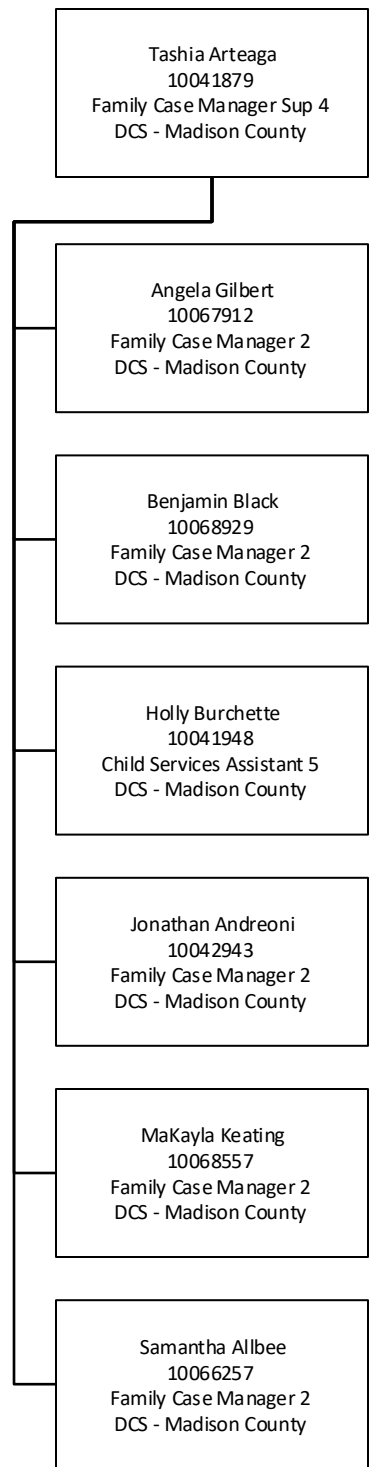 Tashia Arteaga
10041879
Family Case Manager Sup 4
DCS - Madison County
Angela Gilbert
10067912
Family Case Manager 2
DCS - Madison County
Benjamin Black
10068929
Family Case Manager 2
DCS - Madison County
Holly Burchette
10041948
Child Services Assistant 5
DCS - Madison County
Jonathan Andreoni
10042943
Family Case Manager 2
DCS - Madison County
MaKayla Keating
10068557
Family Case Manager 2
DCS - Madison County
Samantha Allbee
10066257
Family Case Manager 2
DCS - Madison County